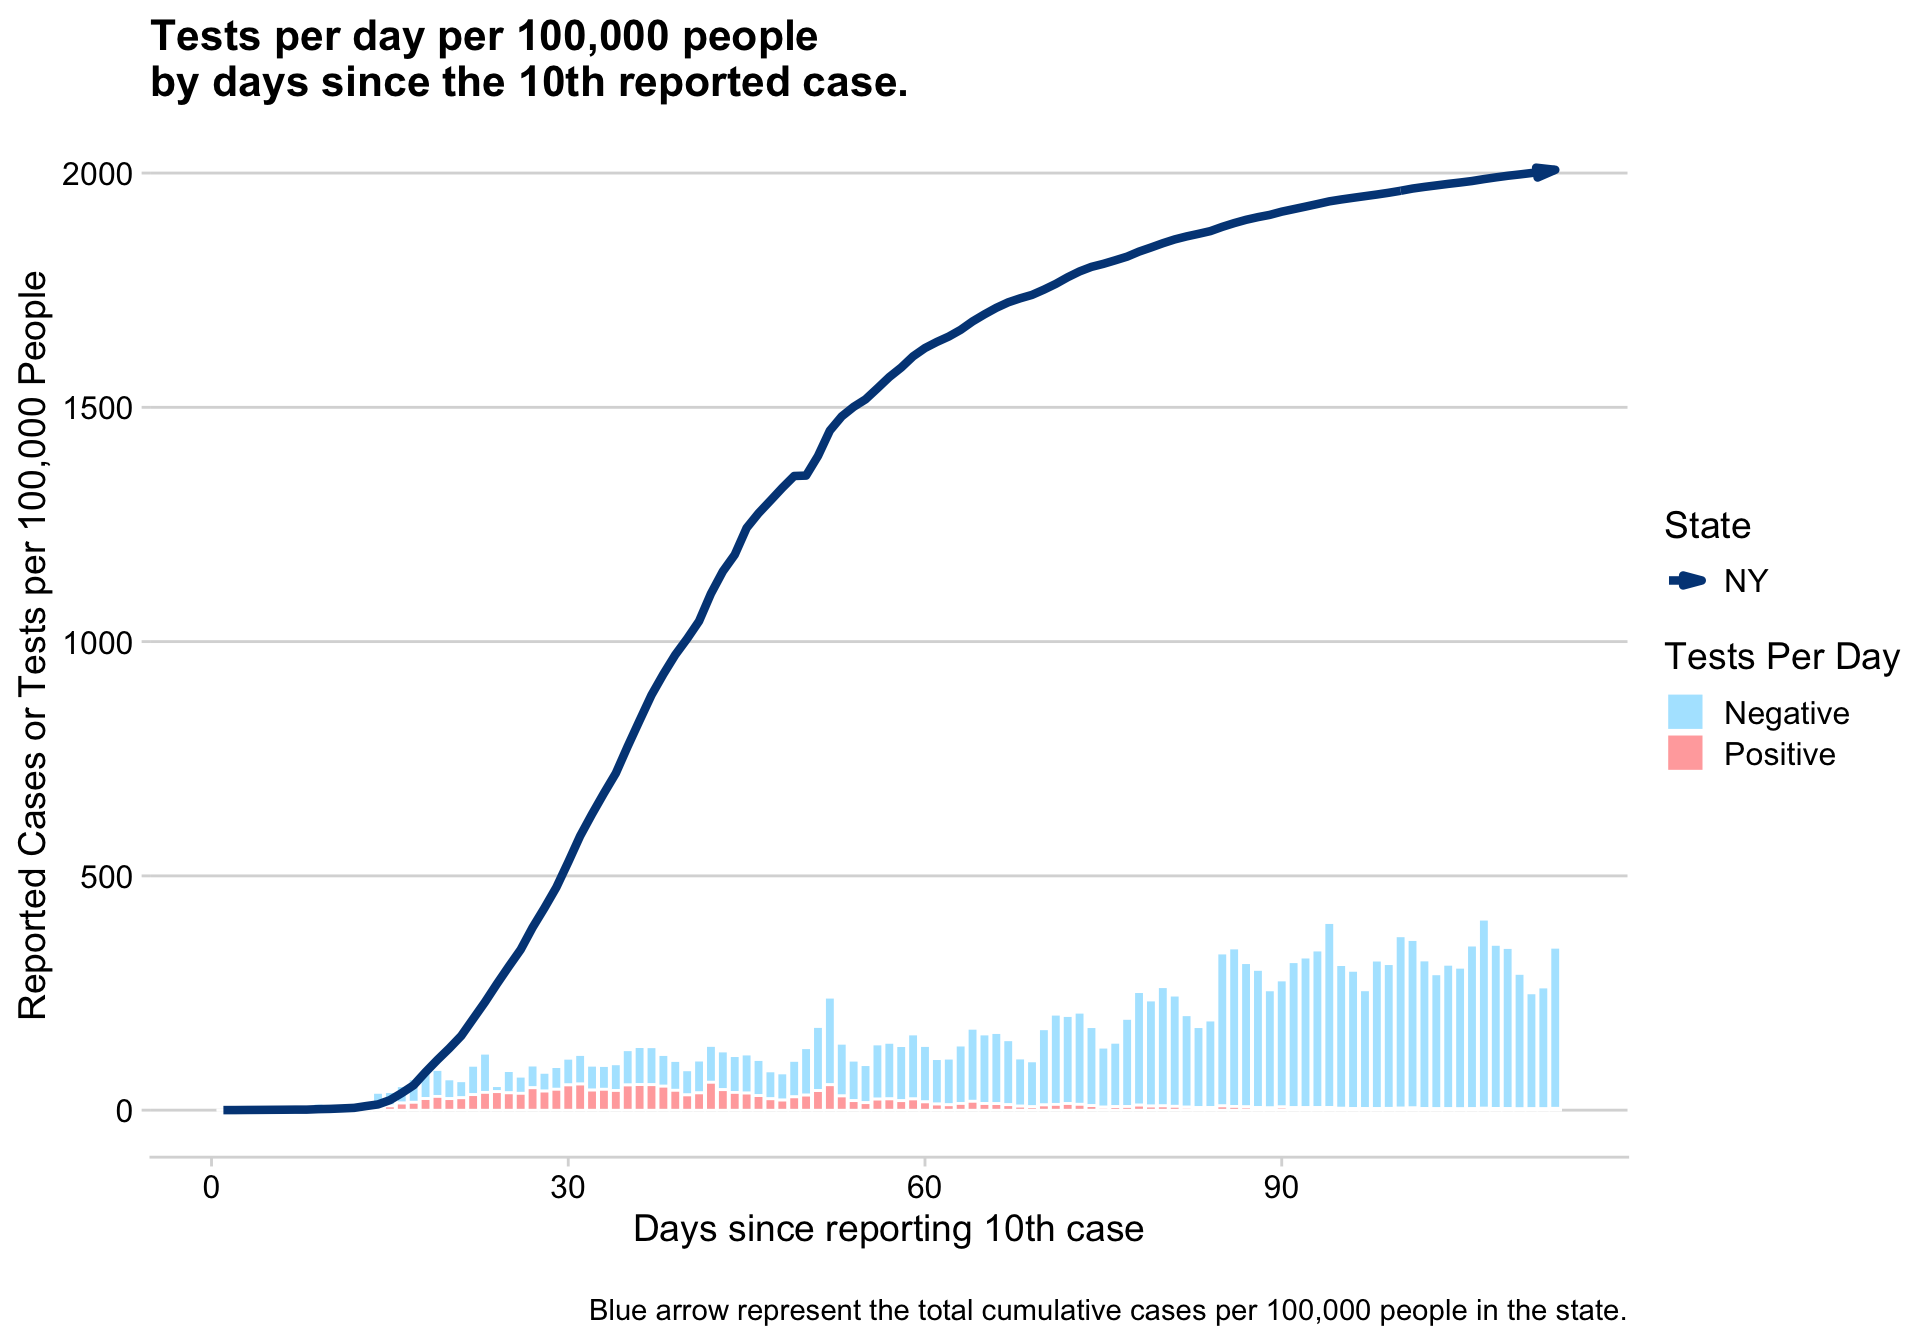 Tests per day per 100,000 people
by days since the 10th reported case.
Reported Cases or Tests per 100,000 People
2000
1500
1000
500
0
0
30
60
90
Days since reporting 10th case
State
NY
Tests Per Day
Negative
Positive
Blue arrow represent the total cumulative cases per 100,000 people in the state.